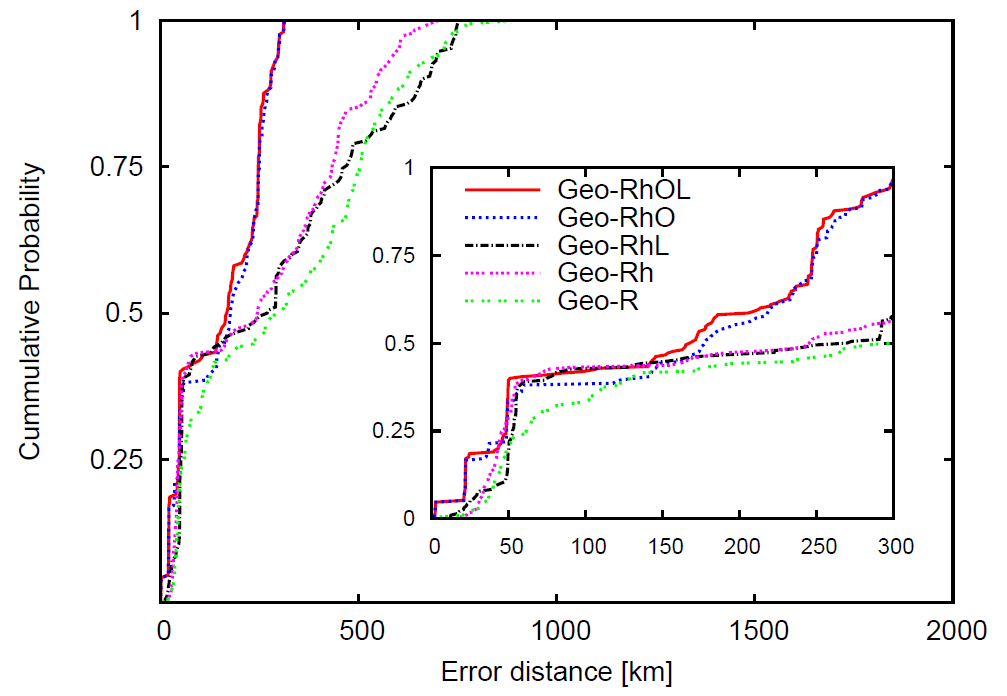 Cummulative Probability
1
0.75
0.5
0.25
0 500 1000 1500 2000
Error distance [km]
1
0.75
0.5
0.25
0
0 50 100 150 200 250 300
Geo-RhOL
Geo-RhO
Geo-RhL
Geo-Rh
Geo-R